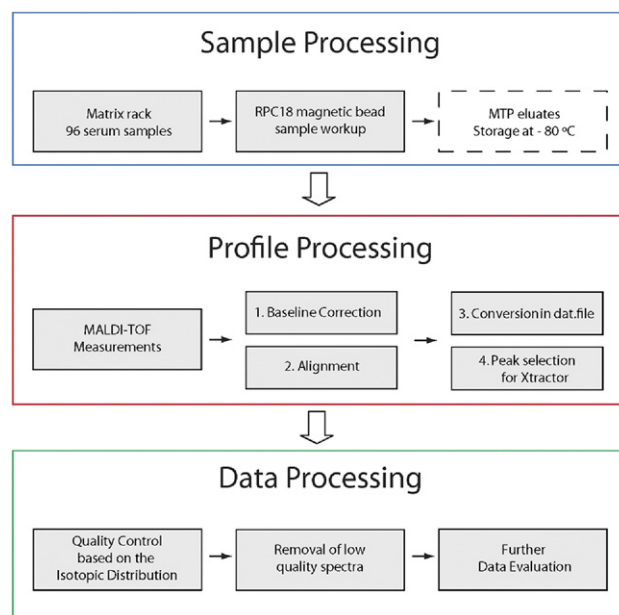 Sample Processing
Matrix rack
96 serum samples
RPC18 magnetic bead
sample workup
MTP eluates
Storage at - 80 ºC
Profile Processing
MALDI-TOF
Measurements
1. Baseline Correction
2. Alignment
3. Conversion in dat.file
4. Peak selection
for Xtractor
Data Processing
Quality Control
based on the
Isotopic Distribution
Removal of low
quality spectra
Further
Data Evaluation